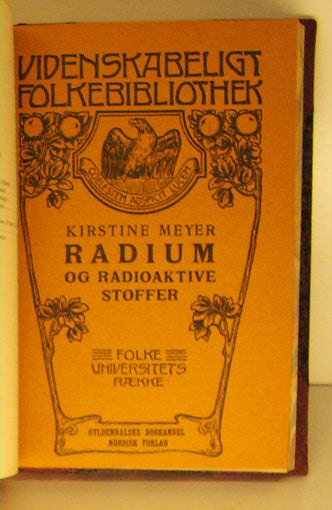 VIDENSKABELIGT
FOLKEBIBLIOTHEK
COELESTEM ADSPICIT LUCEM
KIRSTINE MEYER
RADIUM
OG RADIOAKTIVE
STOFFER
FOLKE
UNIVERSITETS
RÆKKE
GYLDENDALSKE BOGHANDEL
NORDISK FORLAG